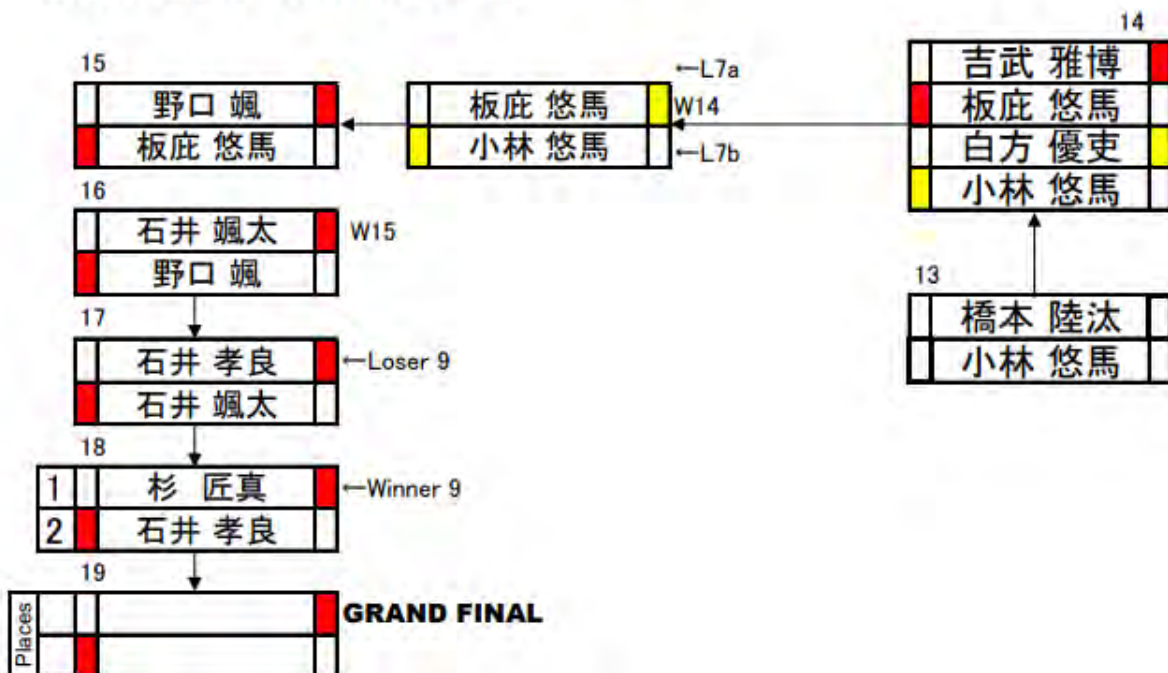 14
吉武 雅博
板庇 悠馬
白方 優吏
小林 悠馬
13
橋本 陸汰
小林 悠馬
←L7a
板庇 悠馬
W14
小林 悠馬
←L7b
15
野口 颯
板庇 悠馬
16
石井 颯太
W15
野口 颯
17
石井 孝良
←Loser 9
石井 颯太
18
1 杉 匠真
←Winner 9
2 石井 孝良
19
GRAND FINAL
Places